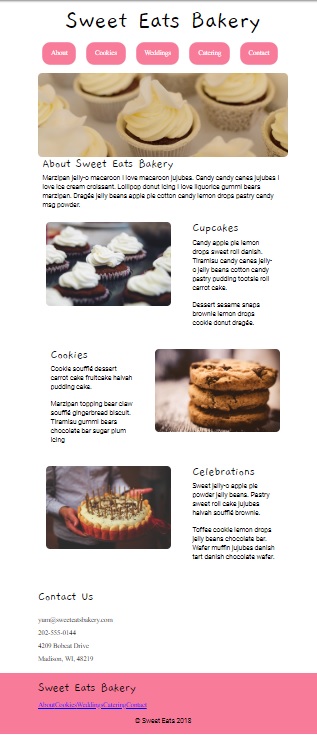 Sweet Eats Bakery
About Cookies Weddings Catering Contact
About Sweet Eats Bakery
Marzipan jelly-o macaroon I love macaroon jujubes. Candy candy canes jujubes I
love ice cream croissant. Lollipop donut icing I love liquorice gummi bears
marzipan. Dragée jelly beans apple pie cotton candy lemon drops pastry candy
msg powder.
Cupcakes
Candy apple pie lemon
drops sweet roll danish.
Tiramisu candy canes jelly-
o jelly beans cotton candy
pastry pudding tootsie roll
carrot cake.
Dessert sesame snaps
brownie lemon drops
cookie donut dragée.
Cookies
Cookie soufflé dessert
carrot cake fruitcake halvah
pudding cake.
Marzipan topping bear claw
soufflé gingerbread biscuit.
Tiramisu gummi bears
chocolate bar sugar plum
icing
Celebrations
Sweet jelly-o apple pie
powder jelly beans. Pastry
sweet roll cake jujubes
halvah soufflé brownie.
Toffee cookie lemon drops
jelly beans chocolate bar.
Wafer muffin jujubes danish
tart danish chocolate wafer.
Contact Us
yum@sweeteatsbakery.com
202-555-0144
4209 Bobcat Drive
Madison, WI, 48219
Sweet Eats Bakery
AboutCookiesWeddingsCateringContact
© Sweet Eats 2018